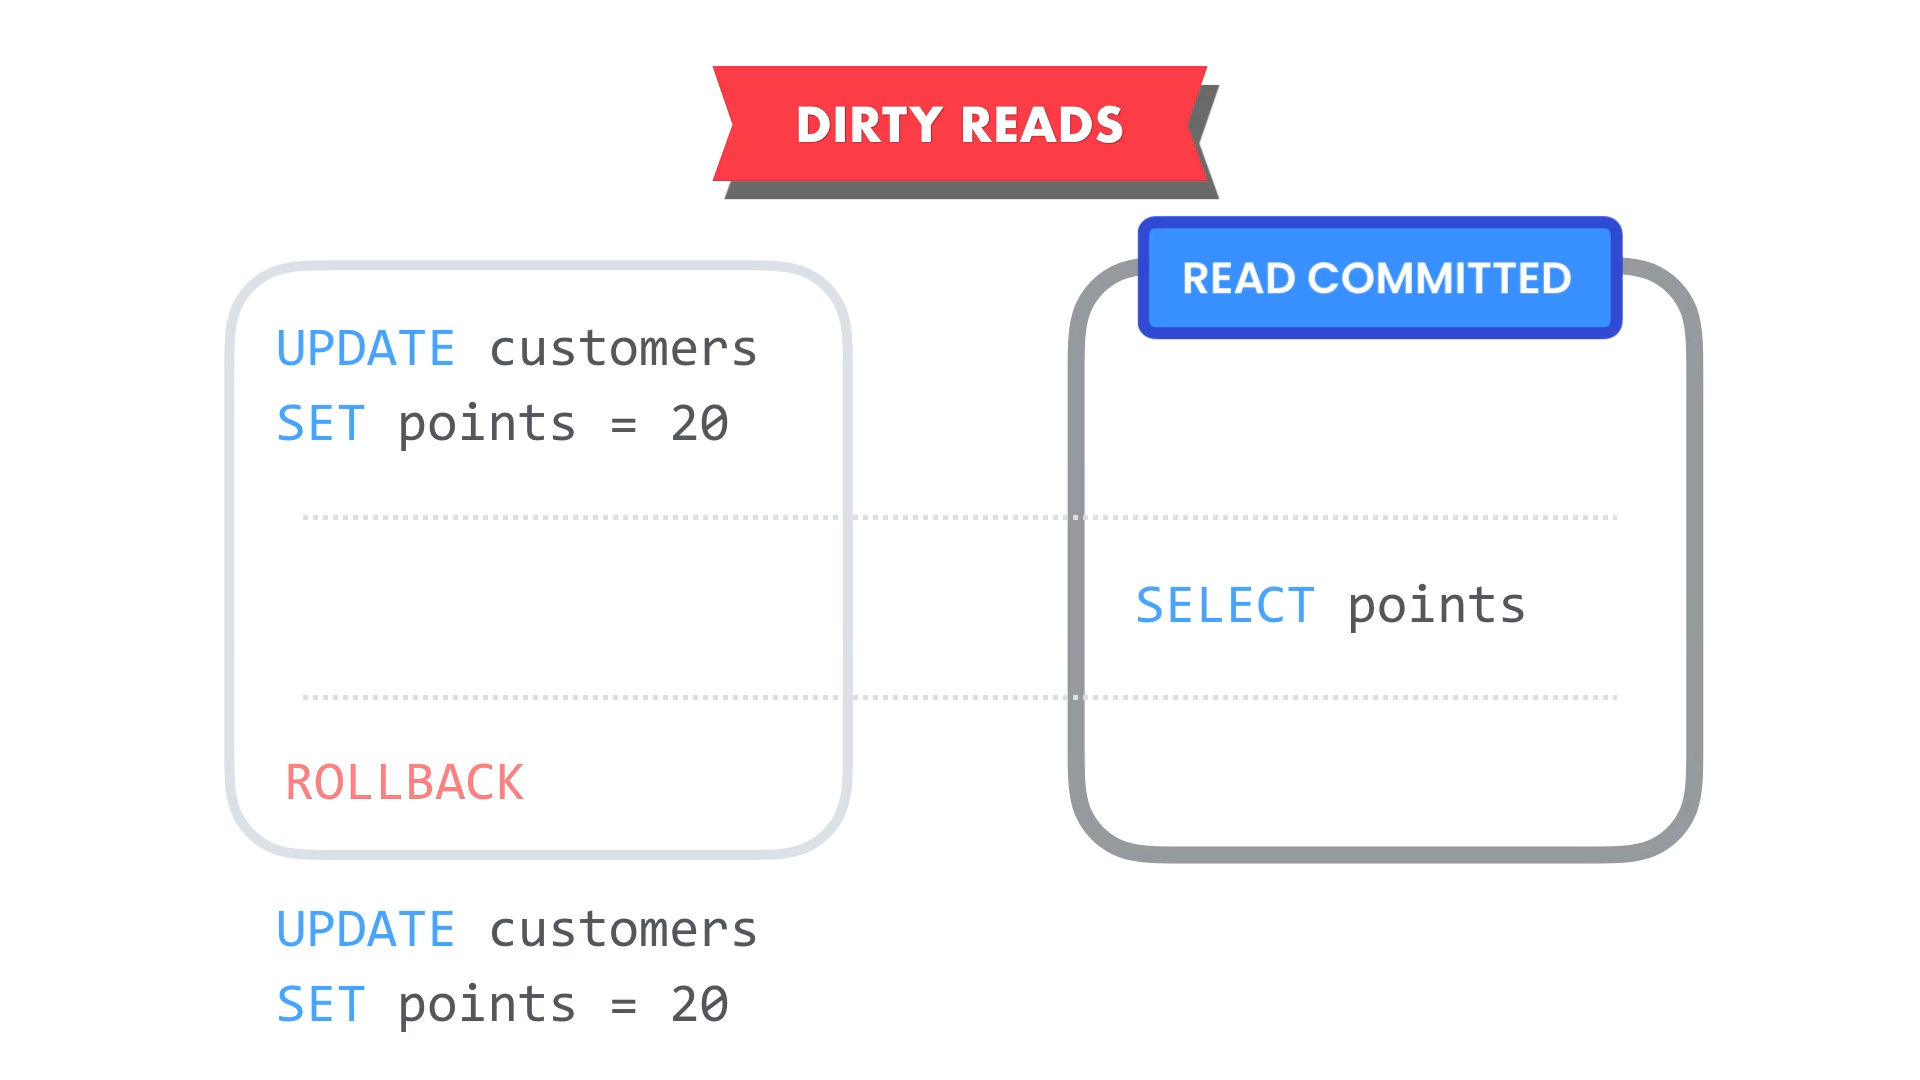 DIRTY READS
READ COMMITTED
UPDATE customers
SET points = 20
SELECT points
ROLLBACK
UPDATE customers
SET points = 20